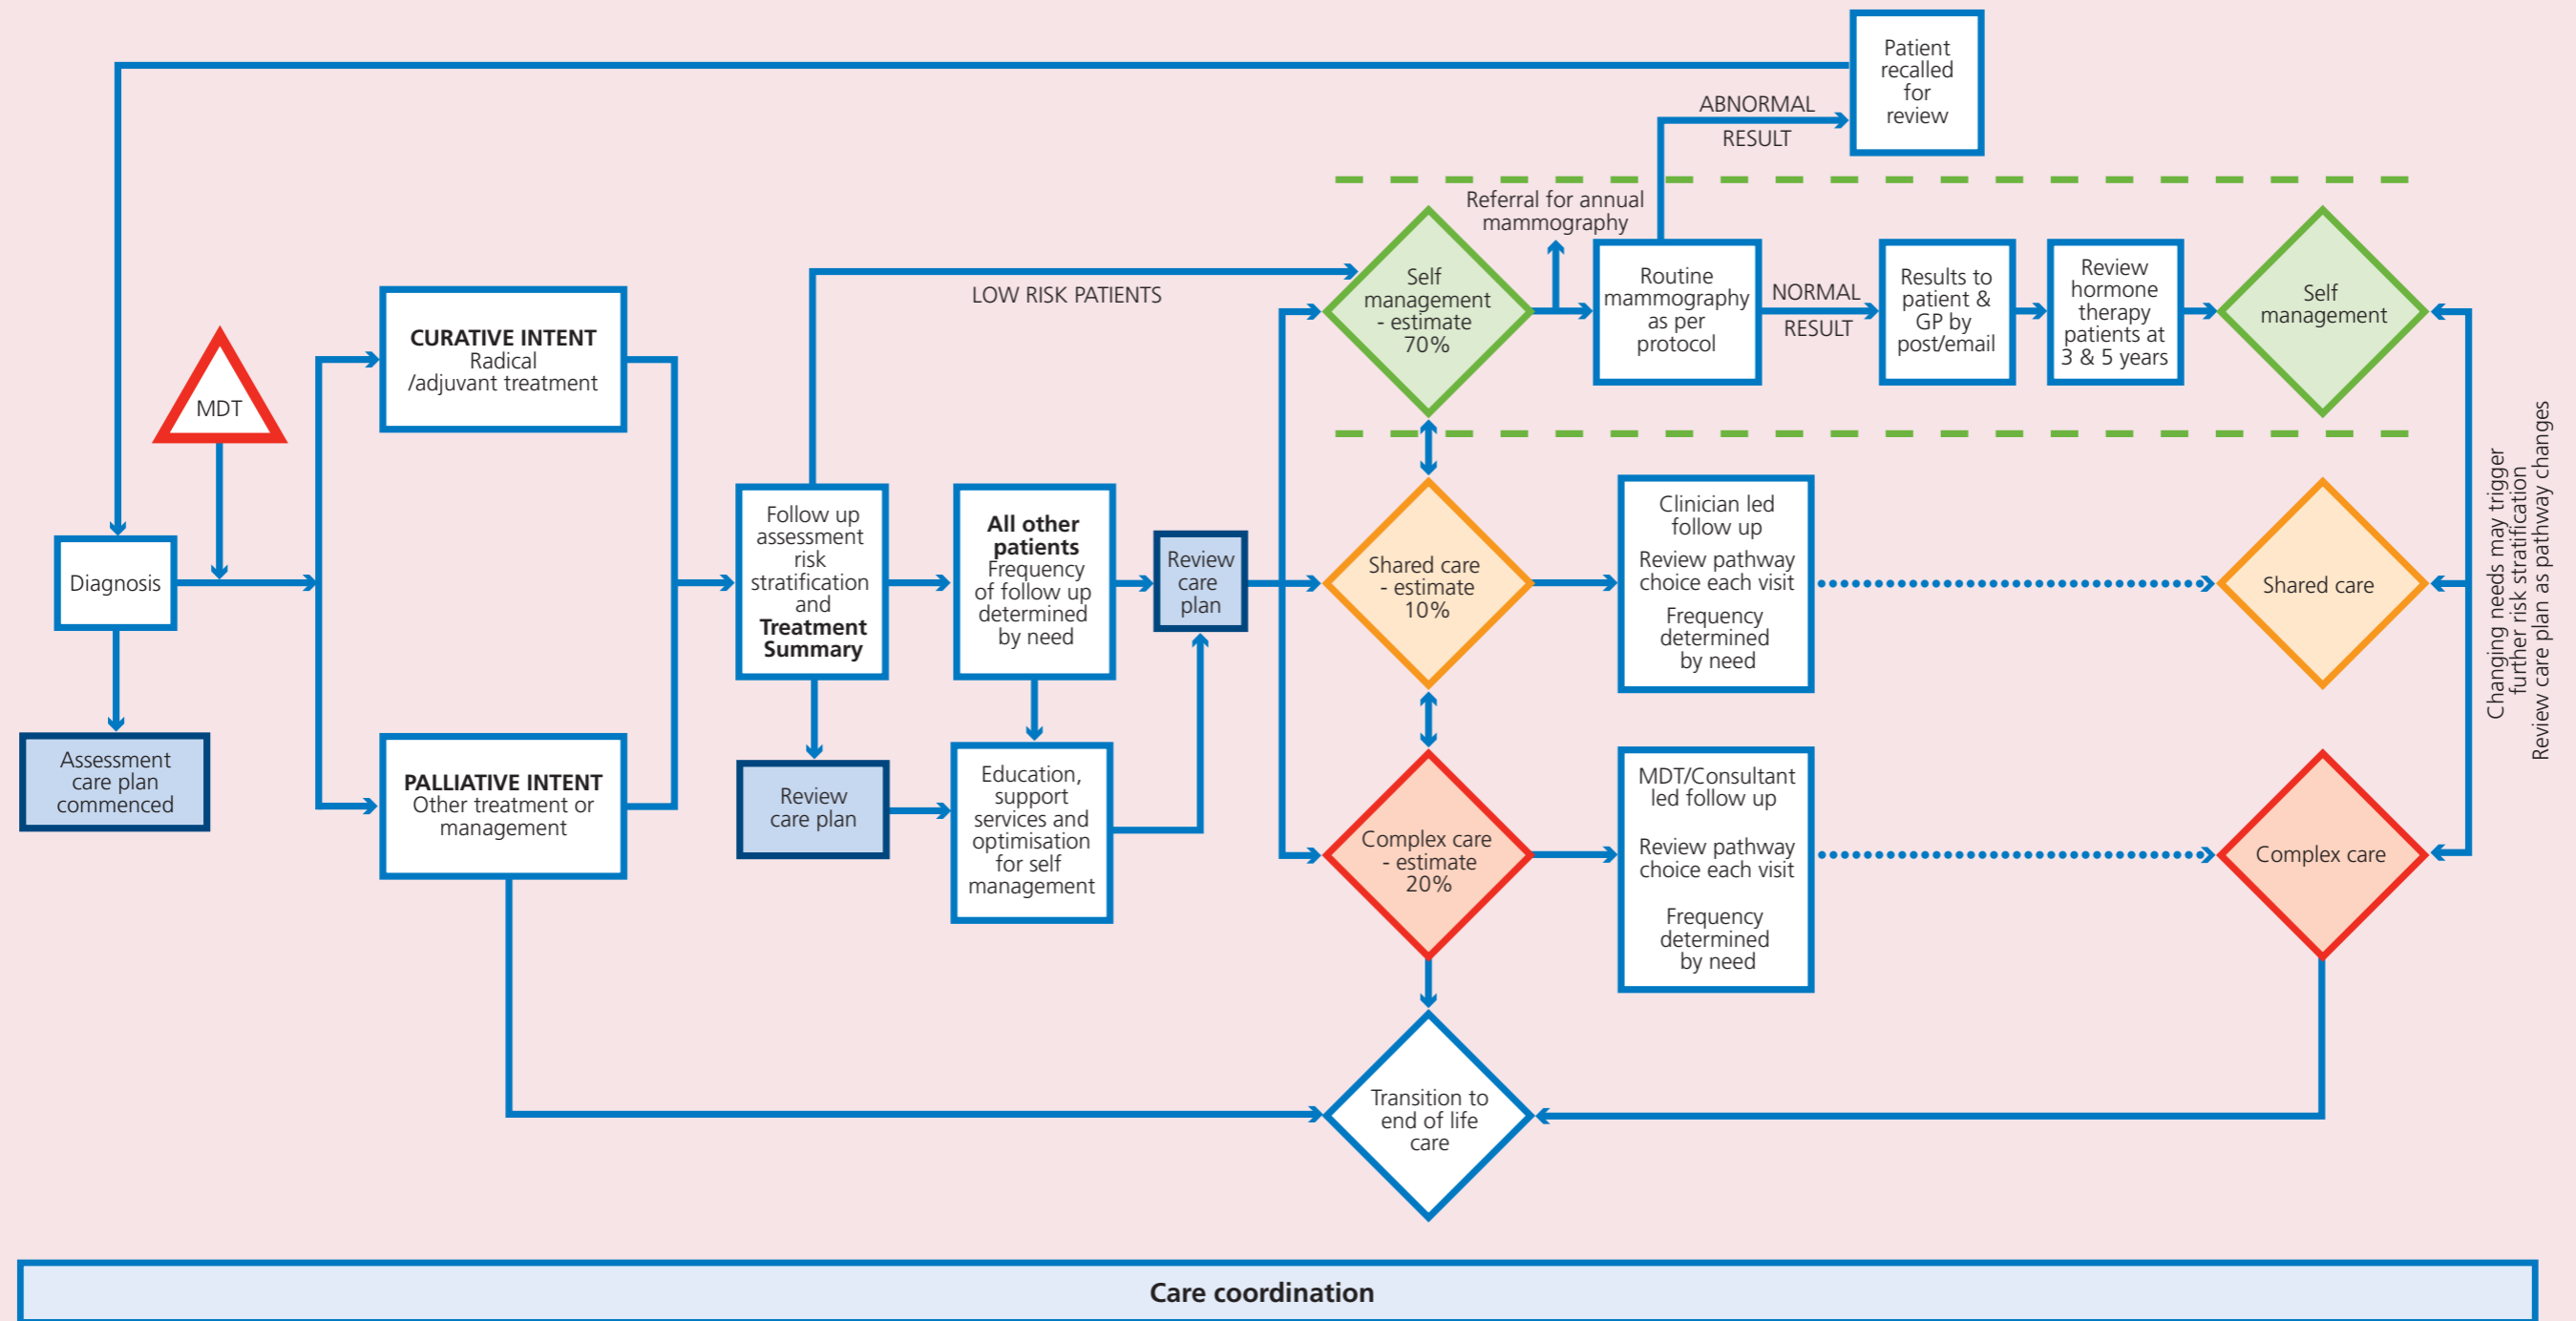 Patient
recalled
for
review
ABNORMAL
RESULT
Referral for annual
mammography
Self
management
- estimate
70%
Routine
mammography
as per
protocol
NORMAL
RESULT
Results to
patient &
GP by
post/email
Review
hormone
therapy
patients at
3 & 5 years
Self
management
LOW RISK PATIENTS
CURATIVE INTENT
Radical
/adjuvant treatment
MDT
Diagnosis
Assessment
care plan
commenced
PALLIATIVE INTENT
Other treatment or
management
Follow up
assessment
risk
stratification
and
Treatment
Summary
All other
patients
Frequency
of follow up
determined
by need
Review
care
plan
Review
care plan
Education,
support
services and
optimisation
for self
management
Shared care
- estimate
10%
Clinician led
follow up
Review pathway
choice each visit
Frequency
determined
by need
Shared care
Complex care
- estimate
20%
MDT/Consultant
led follow up
Review pathway
choice each visit
Frequency
determined
by need
Complex care
Changing needs may trigger
further risk stratification
Review care plan as pathway changes
Transition to
end of life
care
Care coordination